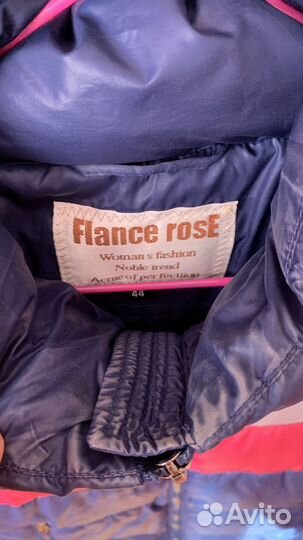 Flance rosE
Woman s fashion
Noble trend
Acme of perfection
44
Avito